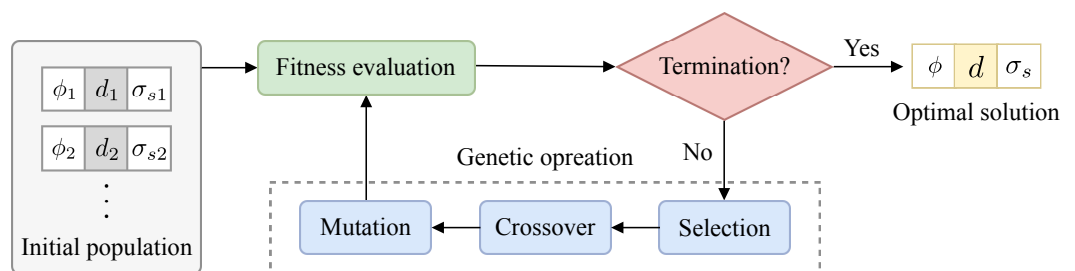 ϕ1 d1 σs1
ϕ2 d2 σs2
⋮
Initial population
Fitness evaluation
Termination?
Yes
ϕ d σs
Optimal solution
No
Genetic opreation
Mutation
Crossover
Selection